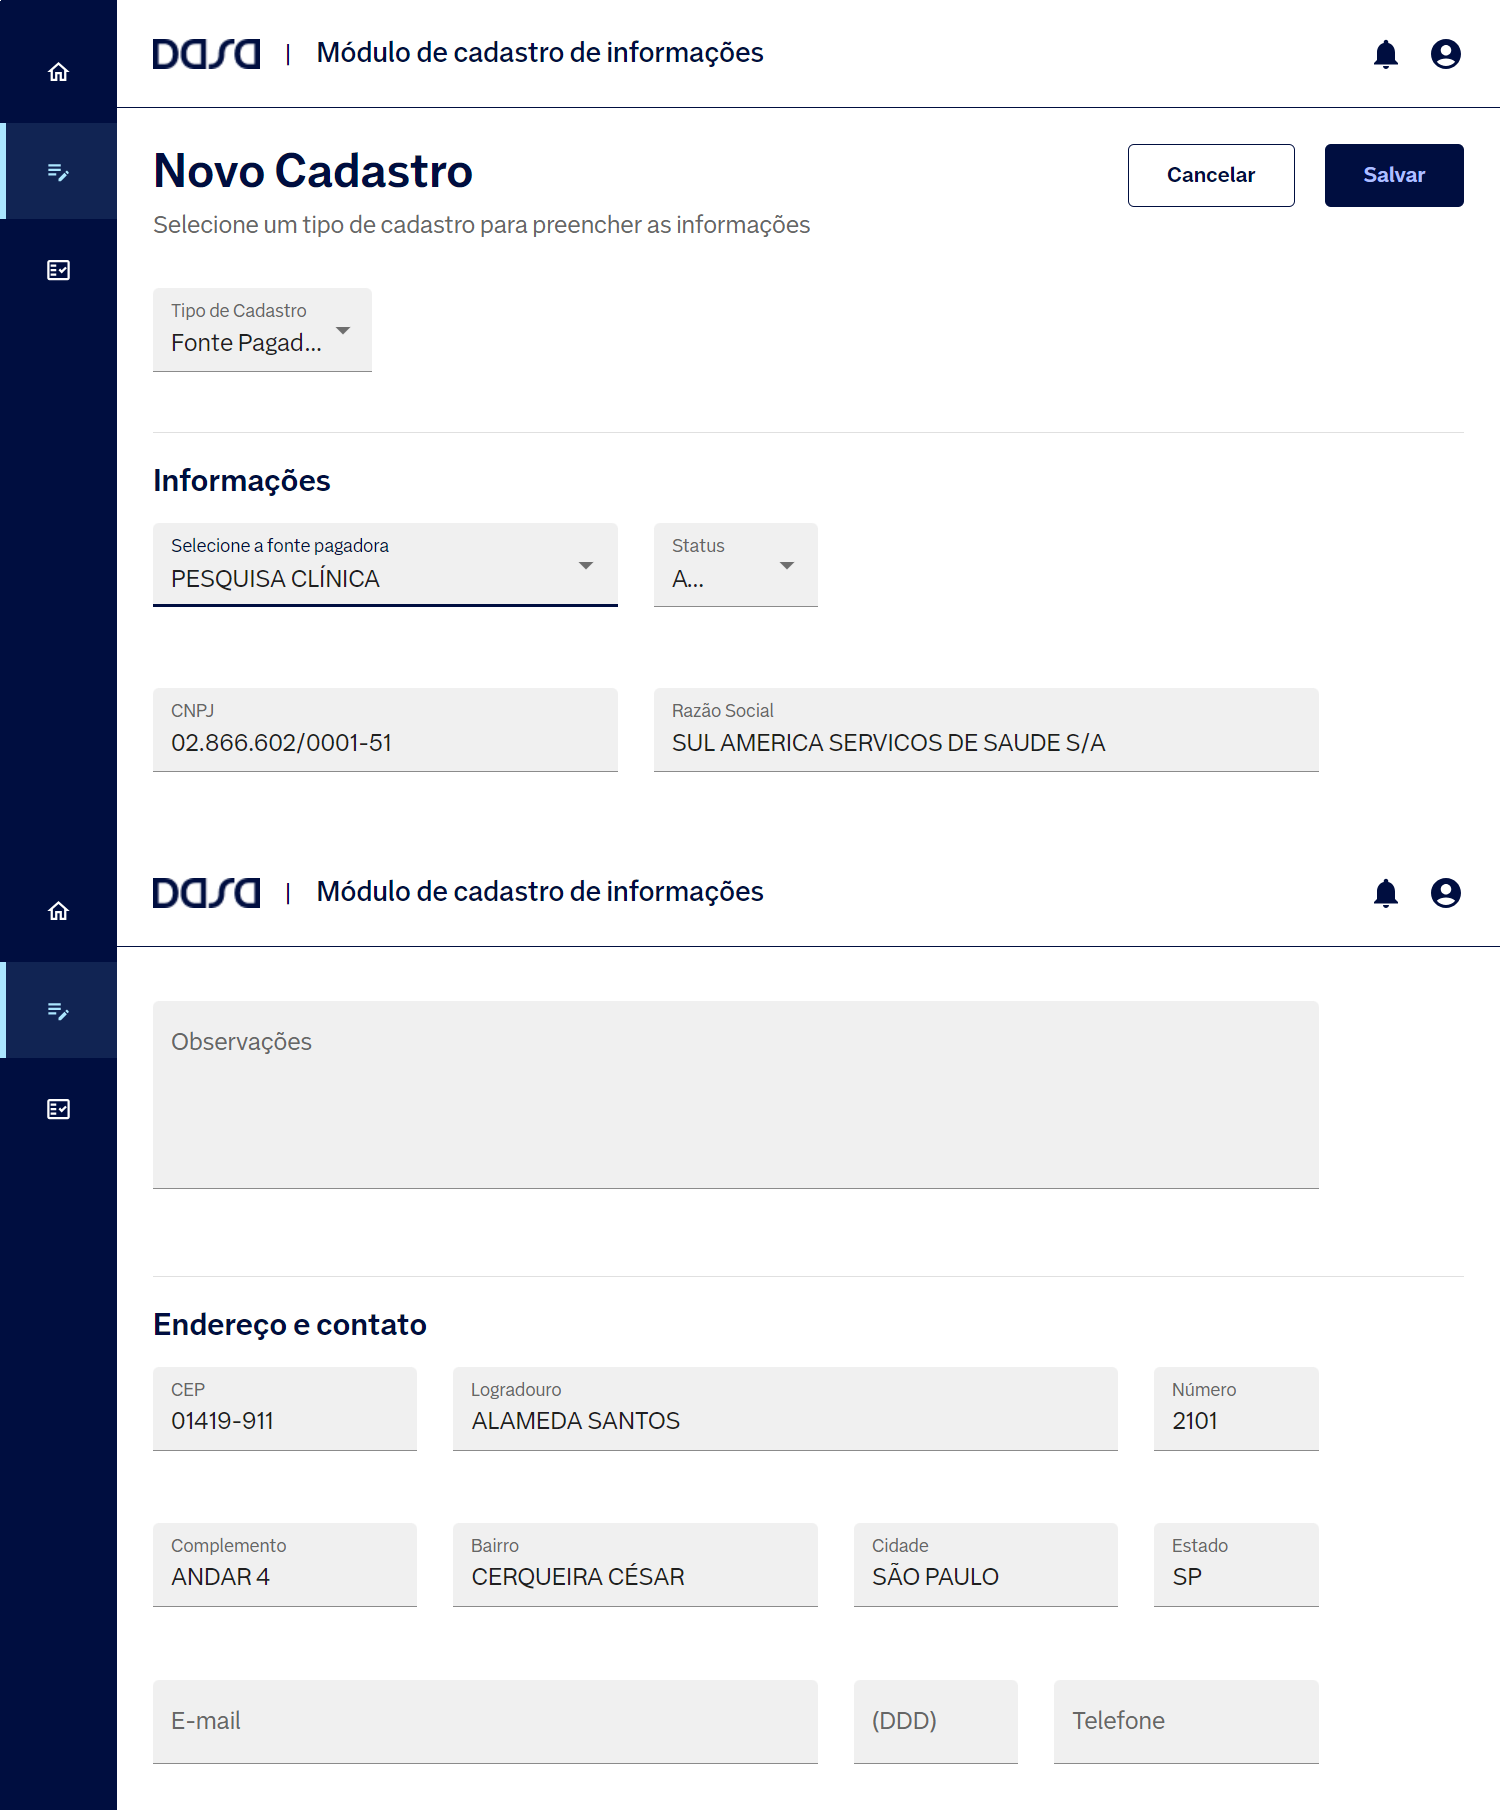 Dasa | Módulo de cadastro de informações
Novo Cadastro
Cancelar
Salvar
Selecione um tipo de cadastro para preencher as informações
Tipo de Cadastro
Fonte Pagad...
Informações
Selecione a fonte pagadora
PESQUISA CLÍNICA
Status
A...
CNPJ
02.866.602/0001-51
Razão Social
SUL AMERICA SERVICOS DE SAUDE S/A
Dasa | Módulo de cadastro de informações
Observações
Endereço e contato
CEP
01419-911
Logradouro
ALAMEDA SANTOS
Número
2101
Complemento
ANDAR 4
Bairro
CERQUEIRA CÉSAR
Cidade
SÃO PAULO
Estado
SP
E-mail
(DDD)
Telefone